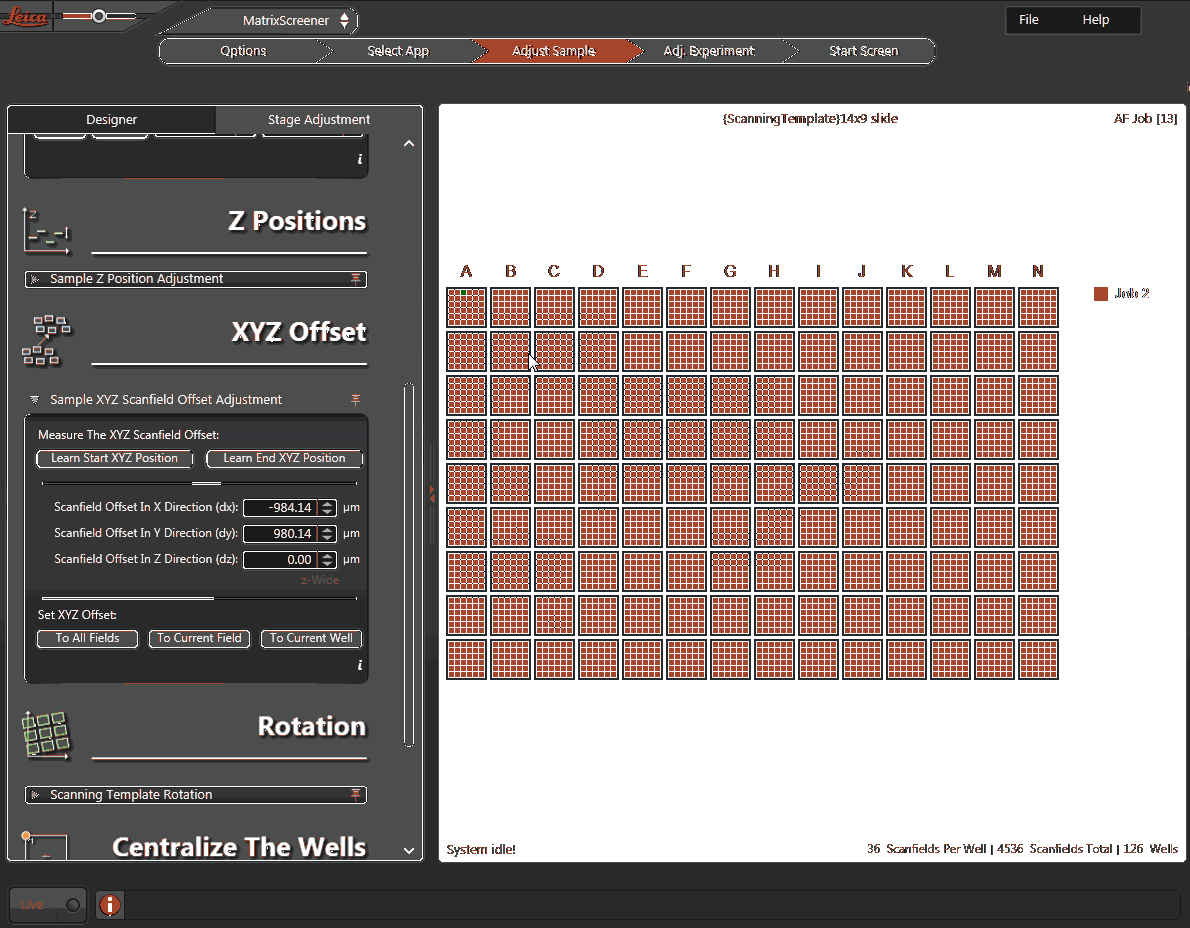 Leica
MatrixScreener
File Help
Options Select App Adjust Sample Adj. Experiment Start Screen
Designer Stage Adjustment
i
Z Positions
Z
Sample Z Position Adjustment
XYZ Offset
Sample XYZ Scanfield Offset Adjustment
Measure The XYZ Scanfield Offset:
Learn Start XYZ Position Learn End XYZ Position
Scanfield Offset In X Direction (dx): -984.14 µm
Scanfield Offset In Y Direction (dy): 980.14 µm
Scanfield Offset In Z Direction (dz): 0.00 µm
z-Wide
Set XYZ Offset:
To All Fields To Current Field To Current Well
i
Rotation
Scanning Template Rotation
Centralize The Wells
{ScanningTemplate}14x9 slide AF Job [13]
A B C D E F G H I J K L M N
Job 2
System idle! 36 Scanfields Per Well | 4536 Scanfields Total | 126 Wells
Live i